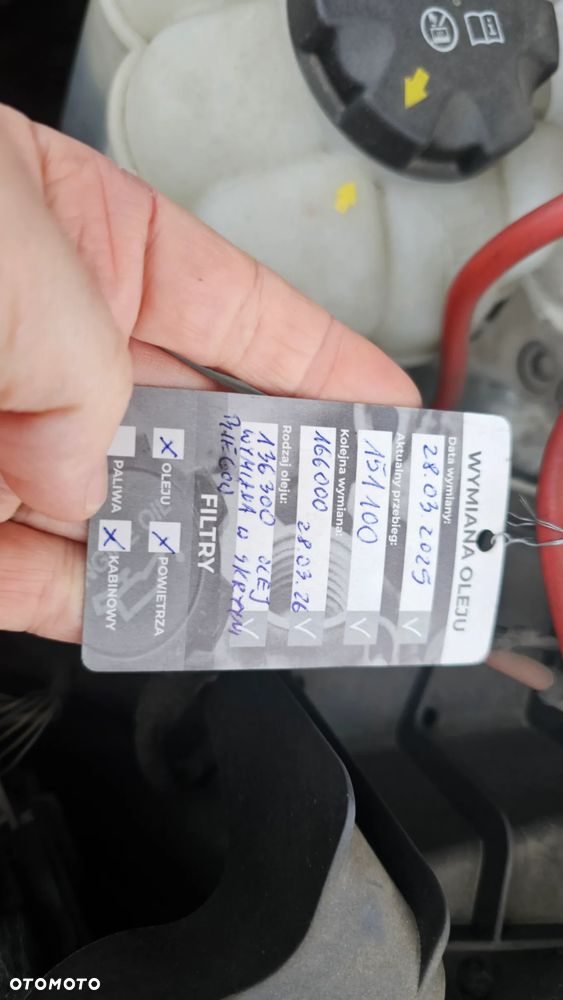 WYMIANA OLEJU
Data wymiany:
28.03.2025
Aktualny przebieg:
151 100
Kolejna wymiana:
166000 28.03.26
Rodzaj oleju:
136300 OLEJ
WYMIANA W SKRZYNI
BIEGÓW
FILTRY
X OLEJU X POWIETRZA
PALIWA X KABINOWY
OTOMOTO